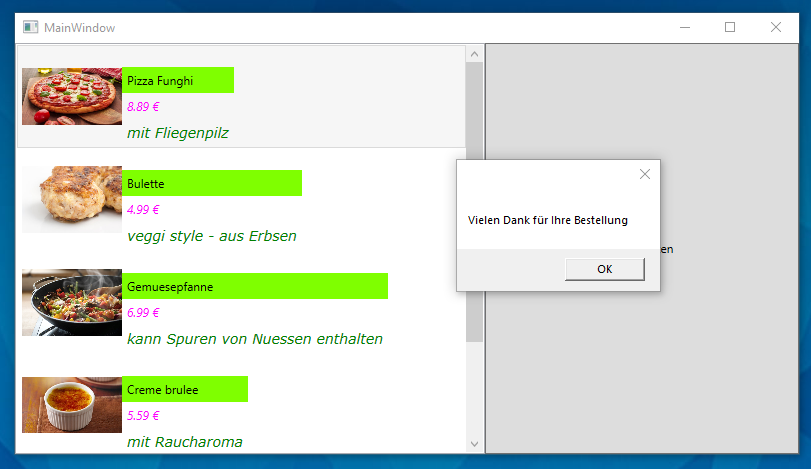 MainWindow
Pizza Funghi
8.89 €
mit Fliegenpilz
Bulette
4.99 €
veggi style - aus Erbsen
Gemuesepfanne
6.99 €
kann Spuren von Nuessen enthalten
Creme brulee
5.59 €
mit Raucharoma
Vielen Dank für Ihre Bestellung
OK